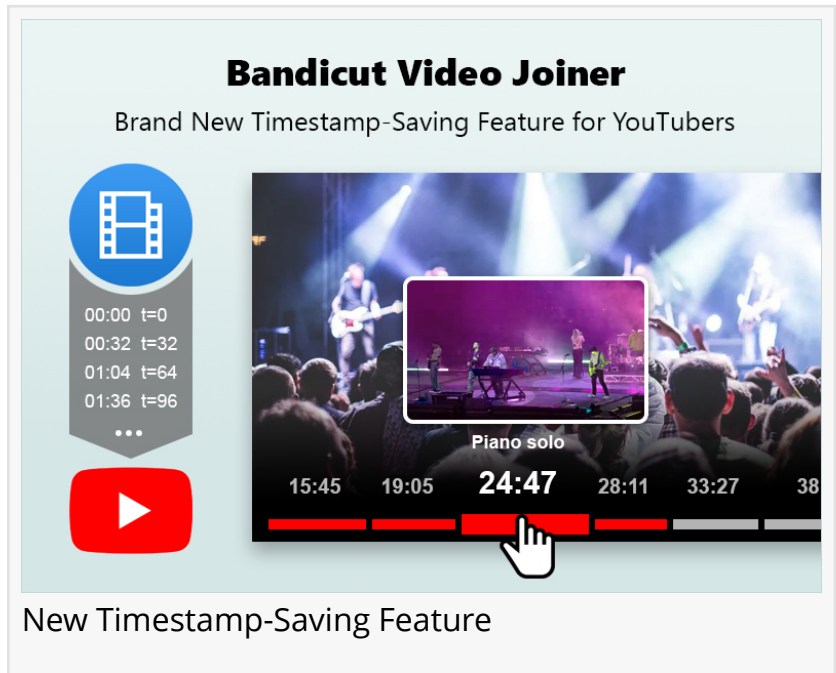 Bandicut Video Joiner
Brand New Timestamp-Saving Feature for YouTubers
00:00 t=0
00:32 t=32
01:04 t=64
01:36 t=96
•••
Piano solo
15:45 19:05 24:47 28:11 33:27 38
New Timestamp-Saving Feature